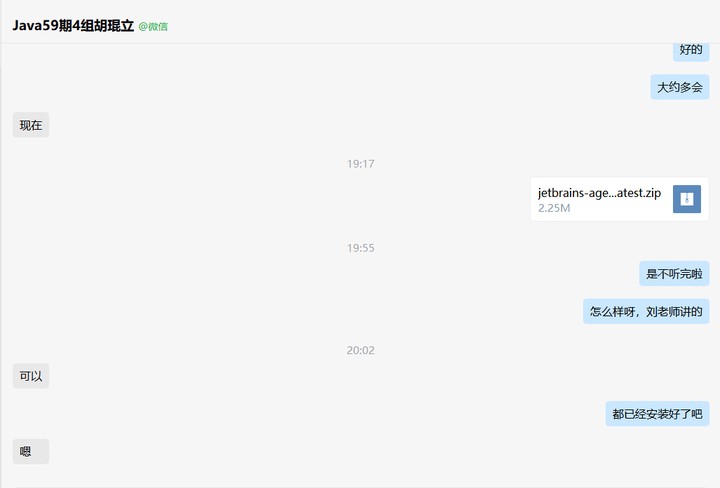 Java59期4组胡琨立 @微信
好的
大约多会
现在
19:17
jetbrains-age...atest.zip
2.25M
19:55
是不听完啦
怎么样呀，刘老师讲的
20:02
可以
都已经安装好了吧
嗯